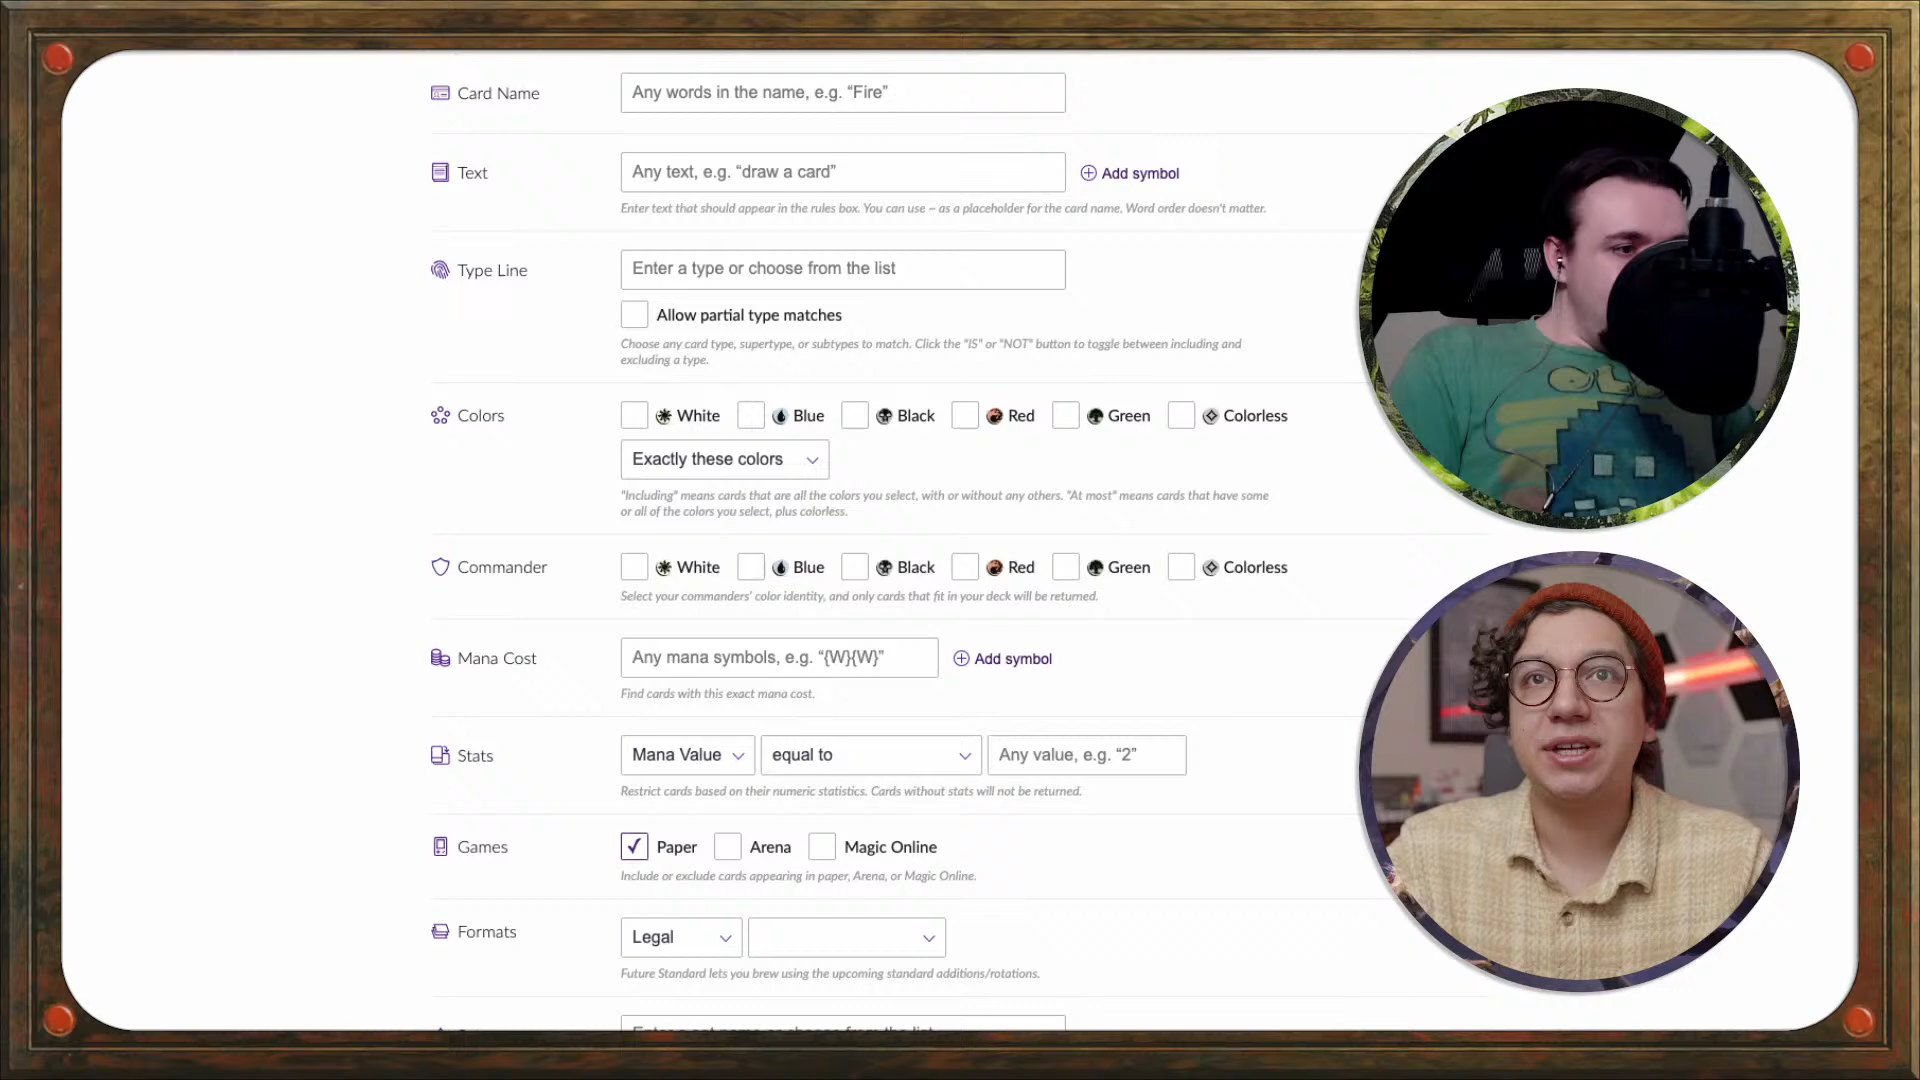 Card Name
Any words in the name, e.g. “Fire”
Text
Any text, e.g. “draw a card”
Add symbol
Enter text that should appear in the rules box. You can use ~ as a placeholder for the card name. Word order doesn't matter.
Type Line
Enter a type or choose from the list
Allow partial type matches
Choose any card type, supertype, or subtypes to match. Click the "IS" or "NOT" button to toggle between including and
excluding a type.
Colors
White Blue Black Red Green Colorless
Exactly these colors
"Including" means cards that are all the colors you select, with or without any others. "At most" means cards that have some
or all of the colors you select, plus colorless.
Commander
White Blue Black Red Green Colorless
Select your commanders' color identity, and only cards that fit in your deck will be returned.
Mana Cost
Any mana symbols, e.g. “{W}{W}”
Add symbol
Find cards with this exact mana cost.
Stats
Mana Value equal to Any value, e.g. “2”
Restrict cards based on their numeric statistics. Cards without stats will not be returned.
Games
Paper Arena Magic Online
Include or exclude cards appearing in paper, Arena, or Magic Online.
Formats
Legal
Future Standard lets you brew using the upcoming standard additions/rotations.